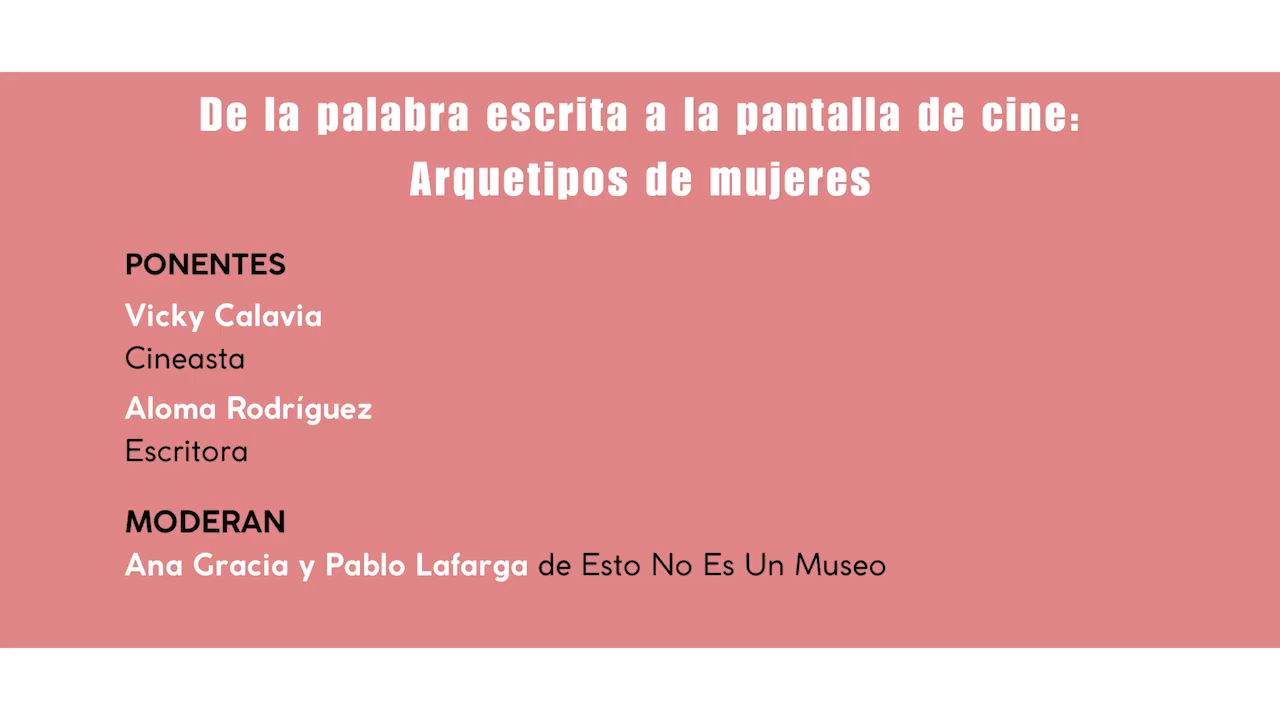 De la palabra escrita a la pantalla de cine:
Arquetipos de mujeres
PONENTES
Vicky Calavia
Cineasta
Aloma Rodríguez
Escritora
MODERAN
Ana Gracia y Pablo Lafarga de Esto No Es Un Museo